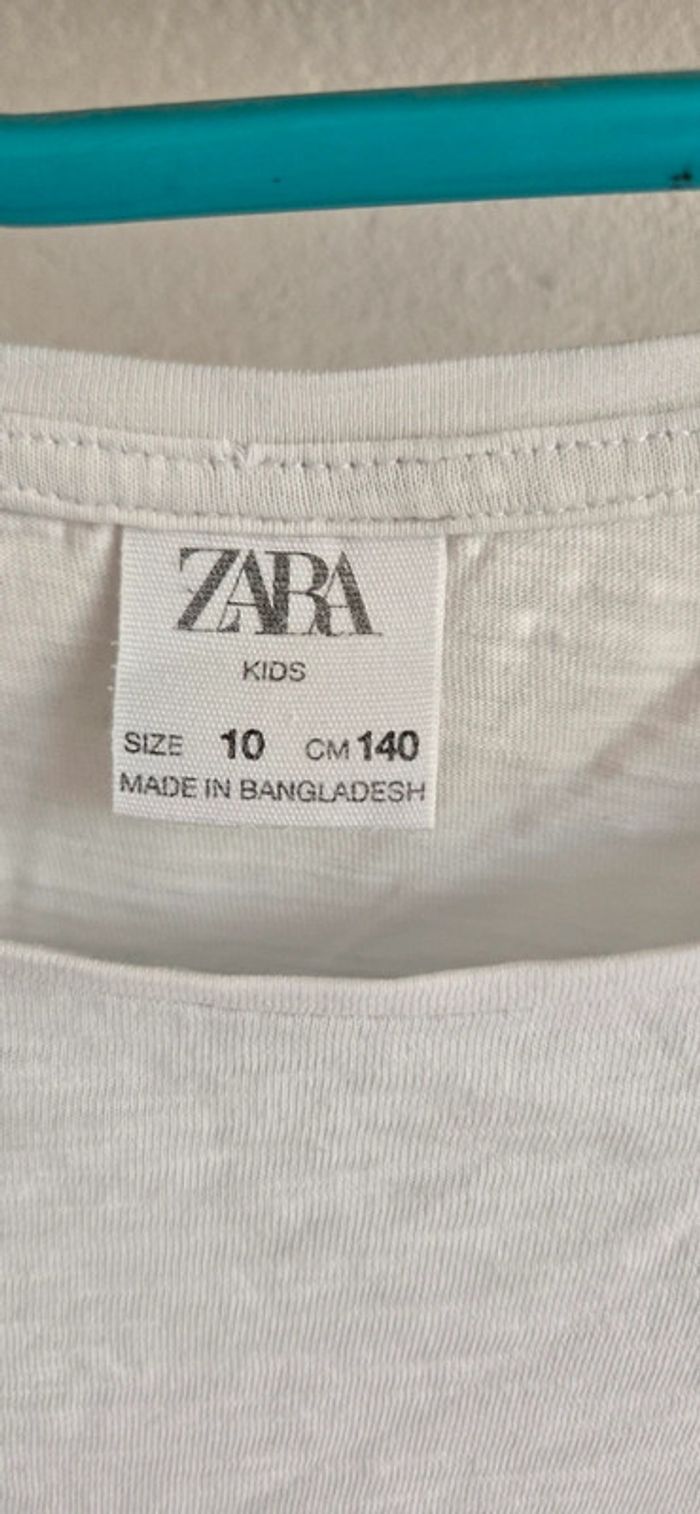 ZARA
KIDS
SIZE 10 CM 140
MADE IN BANGLADESH